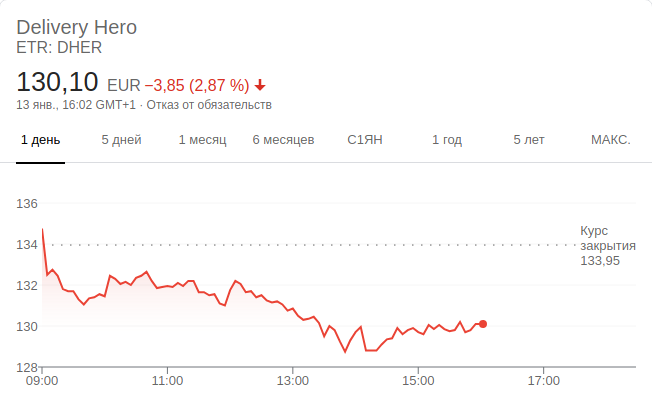 Delivery Hero
ETR: DHER
130,10 EUR −3,85 (2,87 %)
13 янв., 16:02 GMT+1 · Отказ от обязательств
1 день 5 дней 1 месяц 6 месяцев С1ЯН 1 год 5 лет МАКС.
136
134
132
130
128
Курс
закрытия
133,95
09:00 11:00 13:00 15:00 17:00